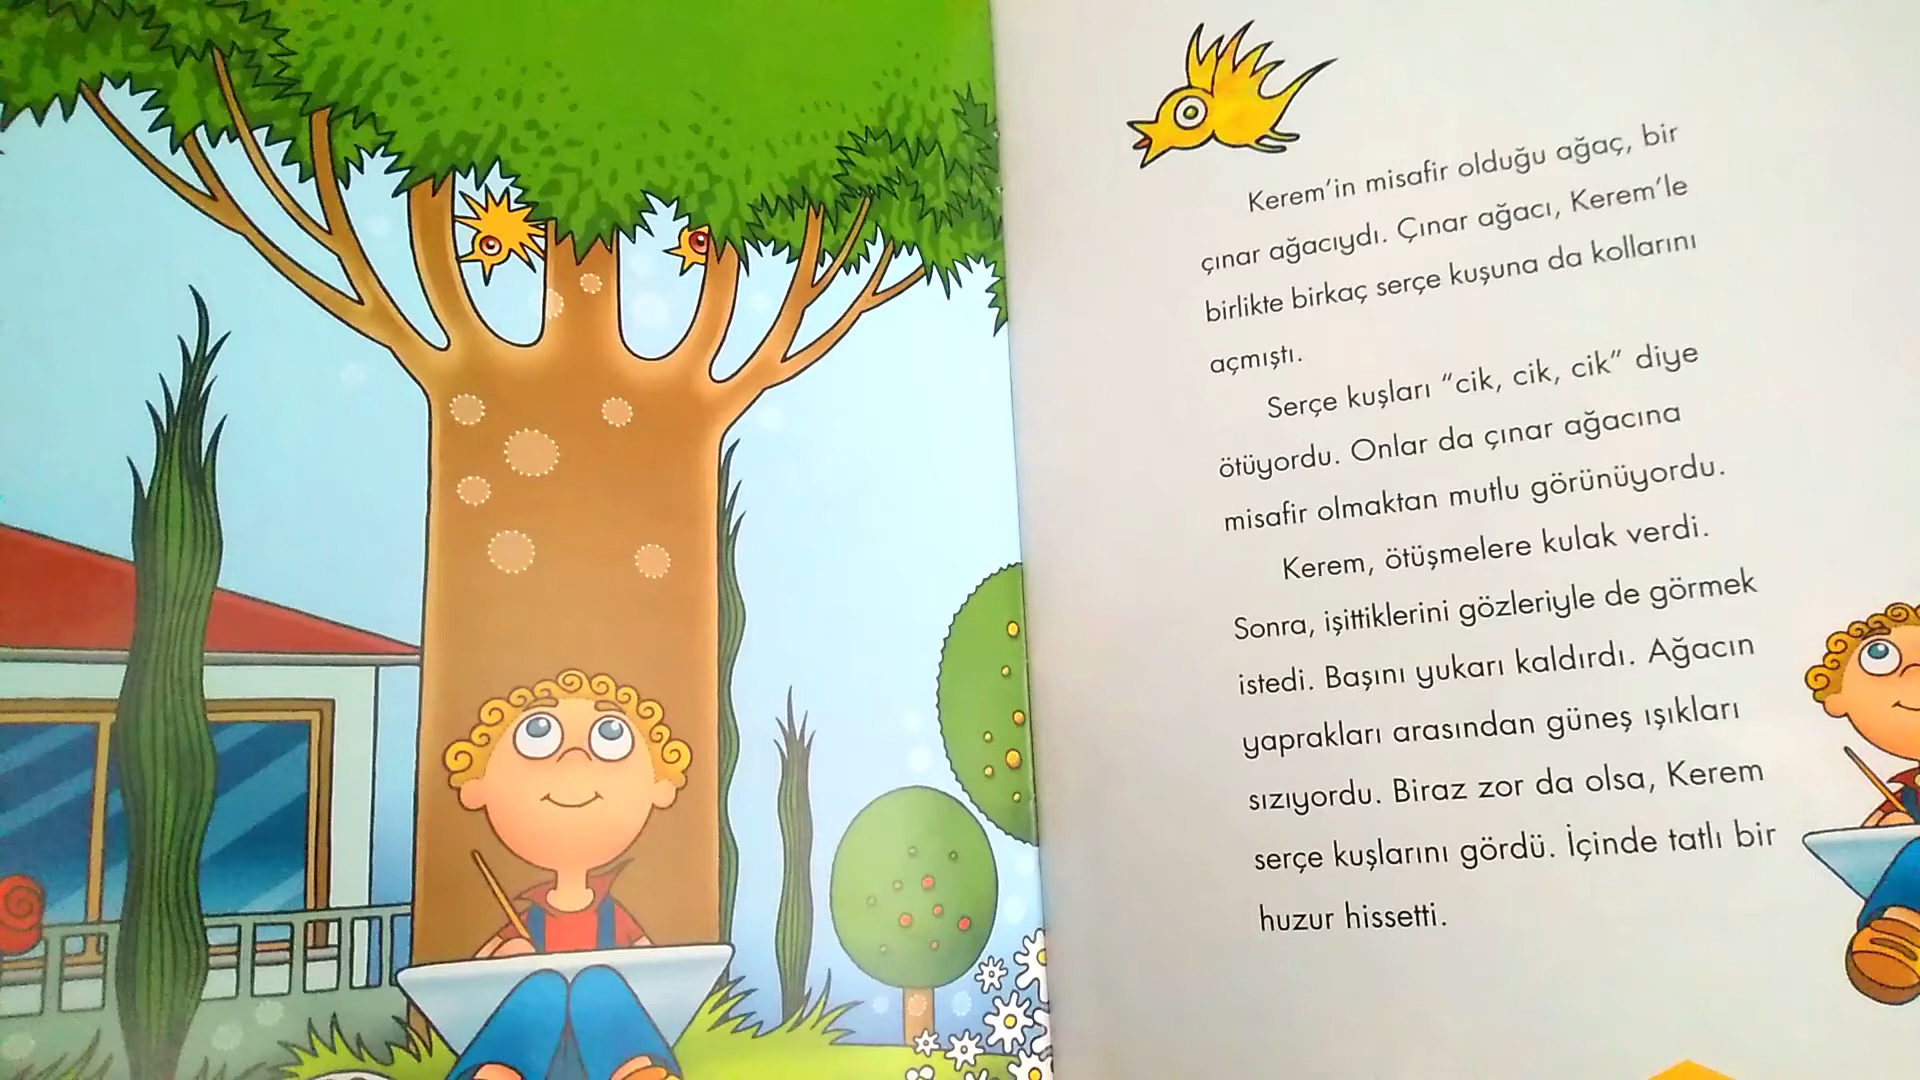 Kerem’in misafir olduğu ağaç, bir
çınar ağacıydı. Çınar ağacı, Kerem’le
birlikte birkaç serçe kuşuna da kollarını
açmıştı.
Serçe kuşları “cik, cik, cik” diye
ötüyordu. Onlar da çınar ağacına
misafir olmaktan mutlu görünüyordu.
Kerem, ötüşmelere kulak verdi.
Sonra, işittiklerini gözleriyle de görmek
istedi. Başını yukarı kaldırdı. Ağacın
yaprakları arasından güneş ışıkları
sızıyordu. Biraz zor da olsa, Kerem
serçe kuşlarını gördü. İçinde tatlı bir
huzur hissetti.